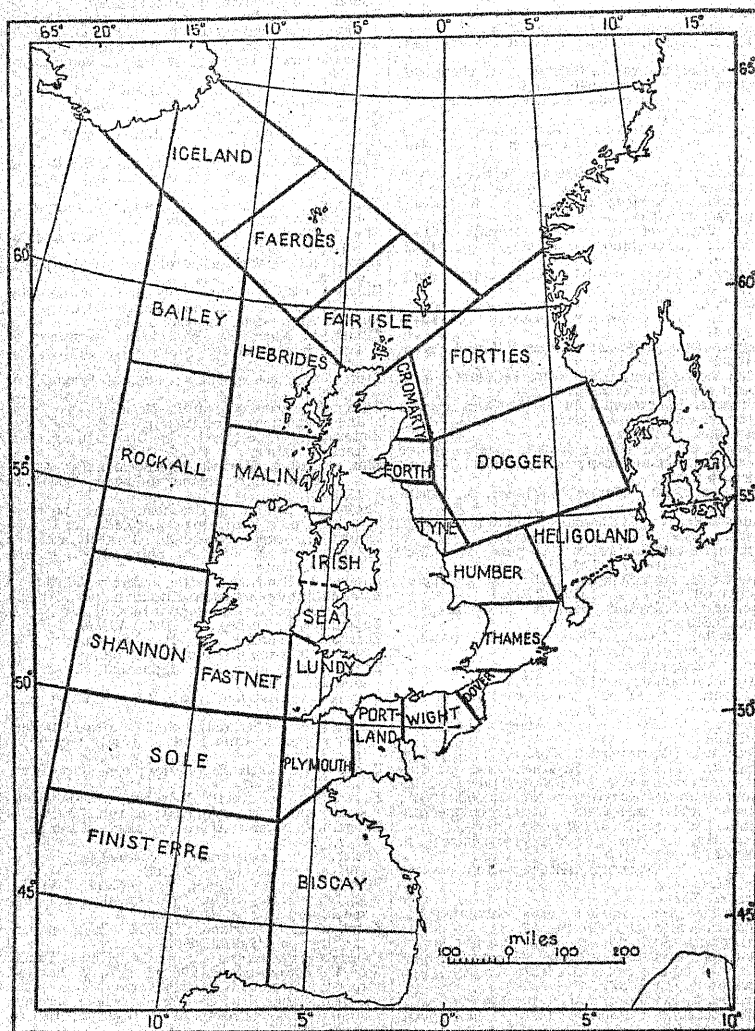 65° 20° 15° 10° 5° 0° 5° 10° 15°
65°
ICELAND
FAEROES
60°
60°
BAILEY
FAIR ISLE
HEBRIDES
FORTIES
CROMARTY
ROCKALL
MALIN
FORTH
DOGGER
55°
55°
TYNE
HELIGOLAND
IRISH
HUMBER
SEA
THAMES
SHANNON
FASTNET
LUNDY
50°
DOVER
50°
PORT-
WIGHT
LAND
SOLE
PLYMOUTH
FINISTERRE
BISCAY
45°
45°
miles
100 0 100 200
10° 5° 0° 5° 10°